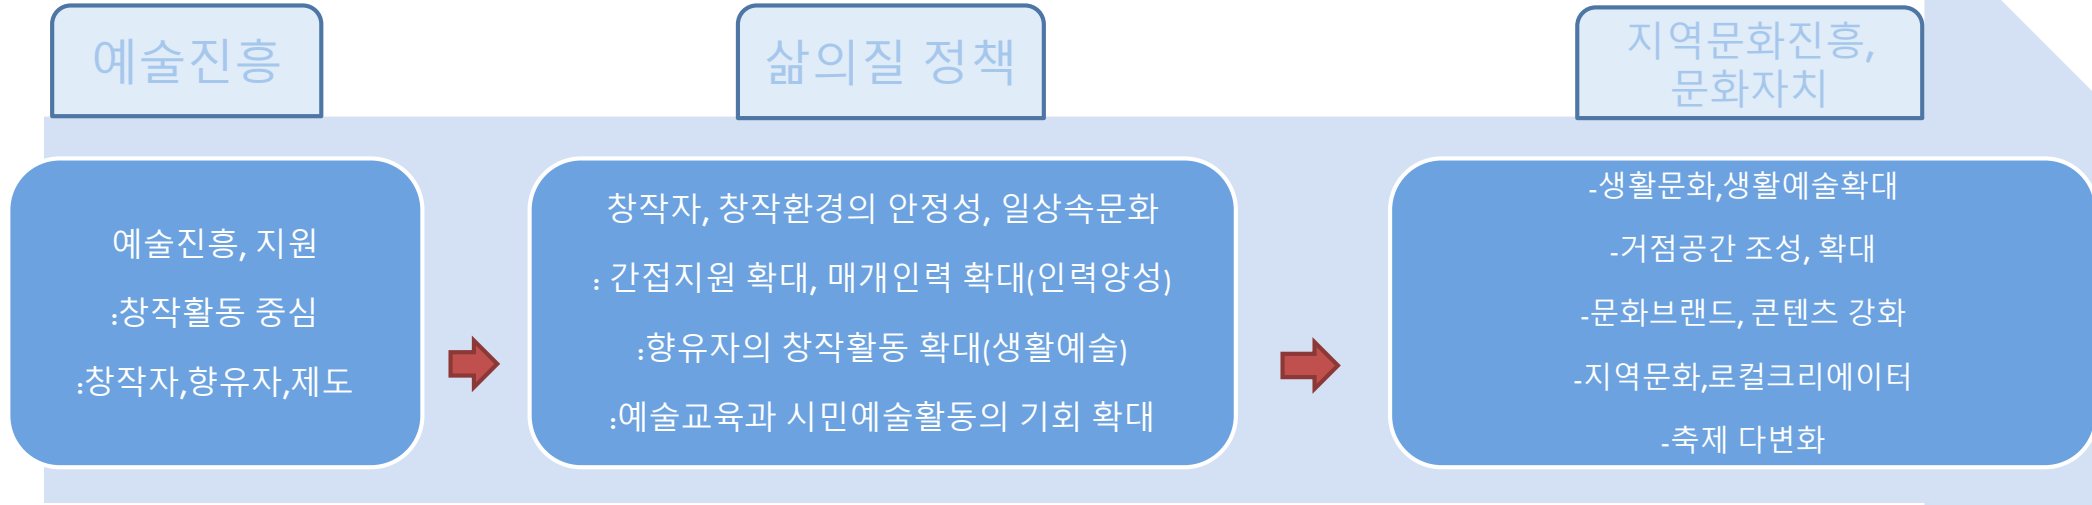 예술진흥
예술진흥, 지원
:창작활동 중심
:창작자,향유자,제도
삶의질 정책
창작자, 창작환경의 안정성, 일상속문화
: 간접지원 확대, 매개인력 확대(인력양성)
:향유자의 창작활동 확대(생활예술)
:예술교육과 시민예술활동의 기회 확대
지역문화진흥,
문화자치
-생활문화,생활예술확대
-거점공간 조성, 확대
-문화브랜드, 콘텐츠 강화
-지역문화,로컬크리에이터
-축제 다변화